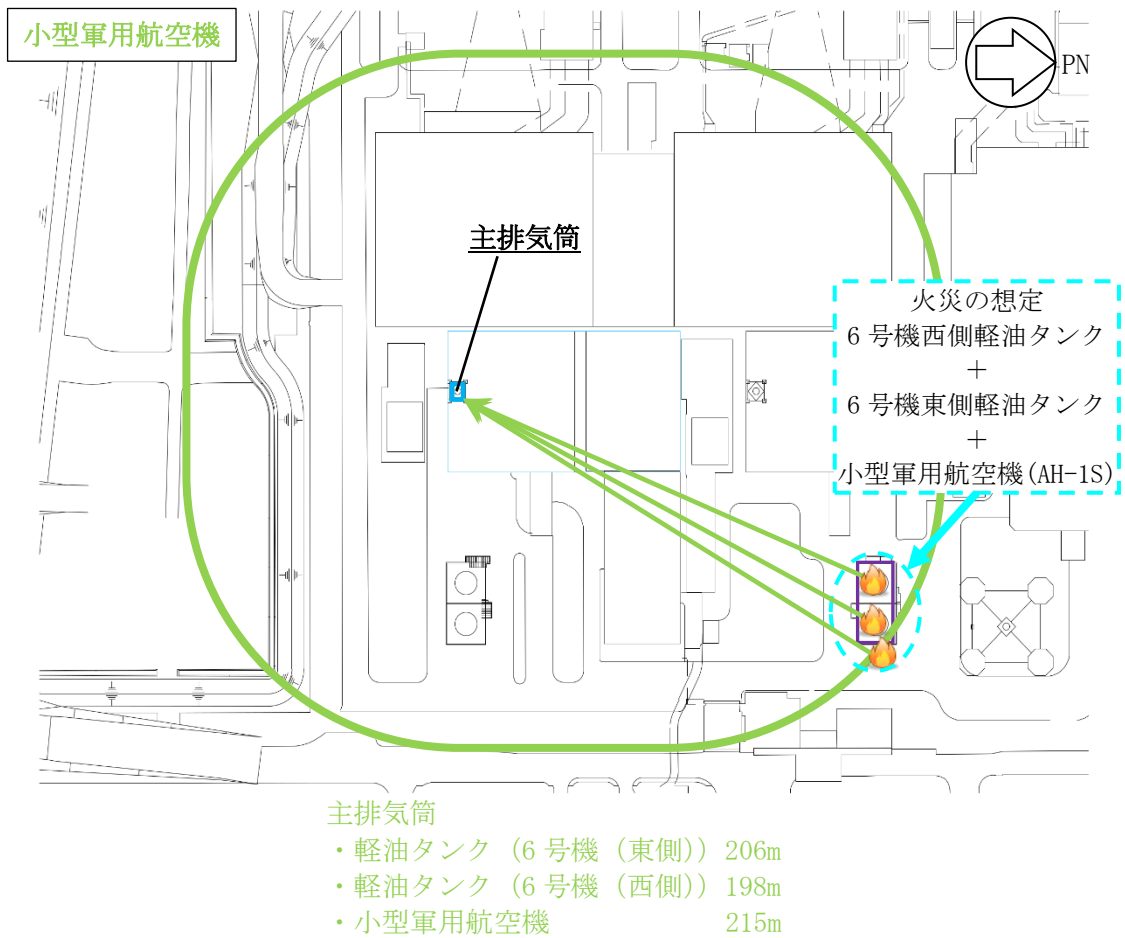 小型軍用航空機
PN
主排気筒
火災の想定
6号機西側軽油タンク
+
6号機東側軽油タンク
+
小型軍用航空機(AH-1S)
主排気筒
・軽油タンク（6号機（東側））206m
・軽油タンク（6号機（西側））198m
・小型軍用航空機 215m